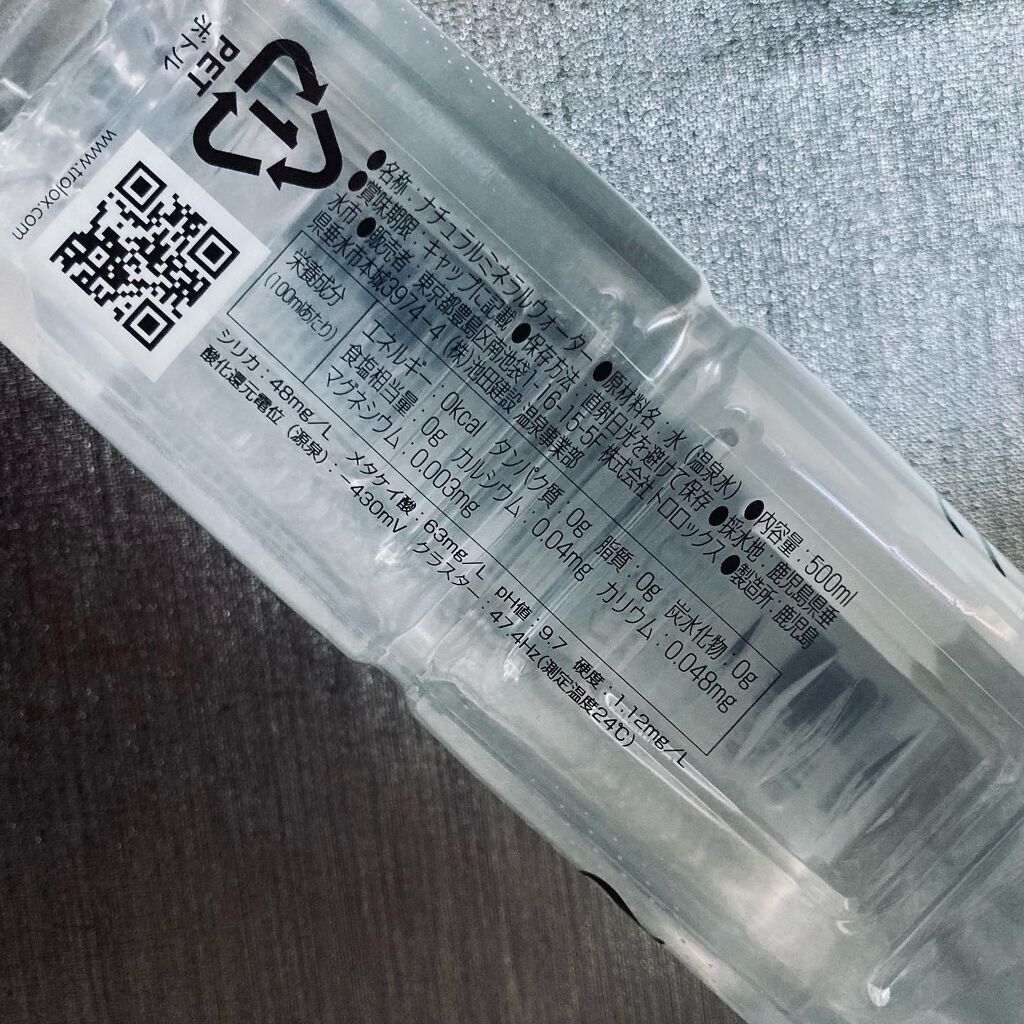 PET
ボトル
1
www.trolox.com
●名称：ナチュラルミネラルウォーター ●原材料名：水（温泉水） ●内容量：500ml
●賞味期限：キャップに記載 ●保存方法：直射日光を避けて保存 ●採水地：鹿児島県垂
水市 ●販売者：東京都豊島区南池袋1-16-15-5F 株式会社トロロックス ●製造所：鹿児島
県垂水市本城3974-4 (株)池田建設 温泉事業部
栄養成分
(100mlあたり)
エネルギー 0kcal タンパク質 0g 脂質：0g 炭水化物：0g
食塩相当量：0g カルシウム：0.04mg カリウム：0.048mg
マグネシウム：0.003mg
シリカ：48mg/L メタケイ酸：63mg/L pH値：9.7 硬度：1.12mg/L
酸化還元電位（源泉）：−430mV クラスター：47.4Hz(測定温度24℃)